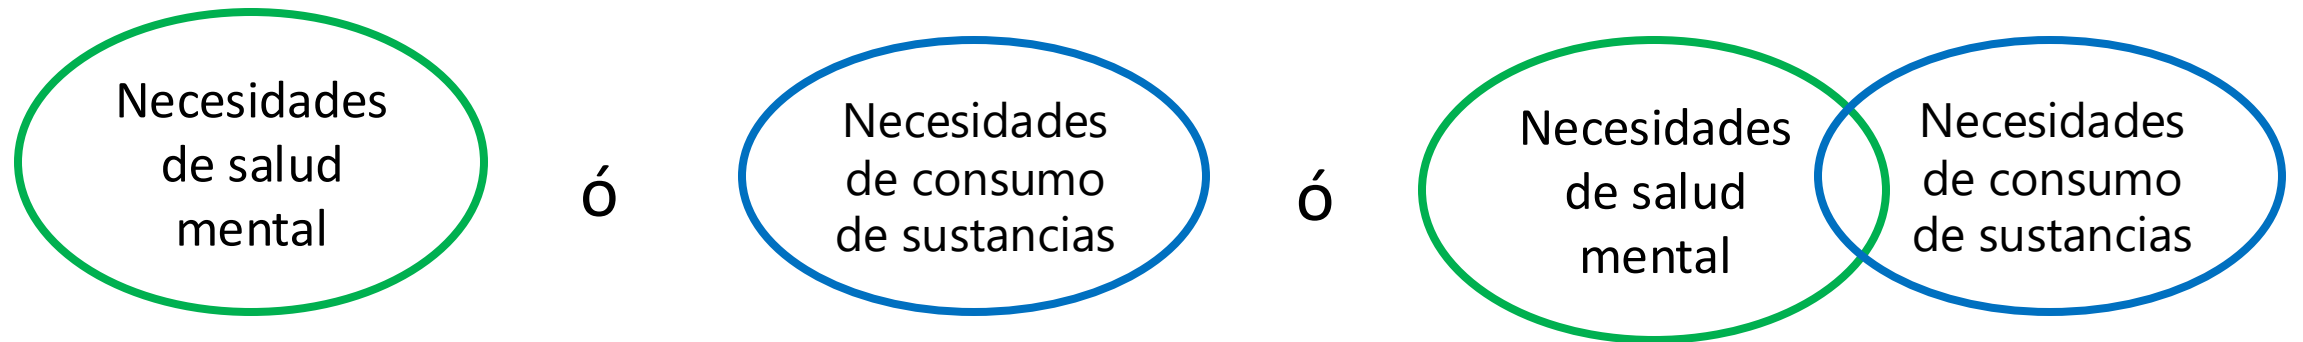 Necesidades
de salud
mental
ó
Necesidades
de consumo
de sustancias
ó
Necesidades
de salud
mental
Necesidades
de consumo
de sustancias